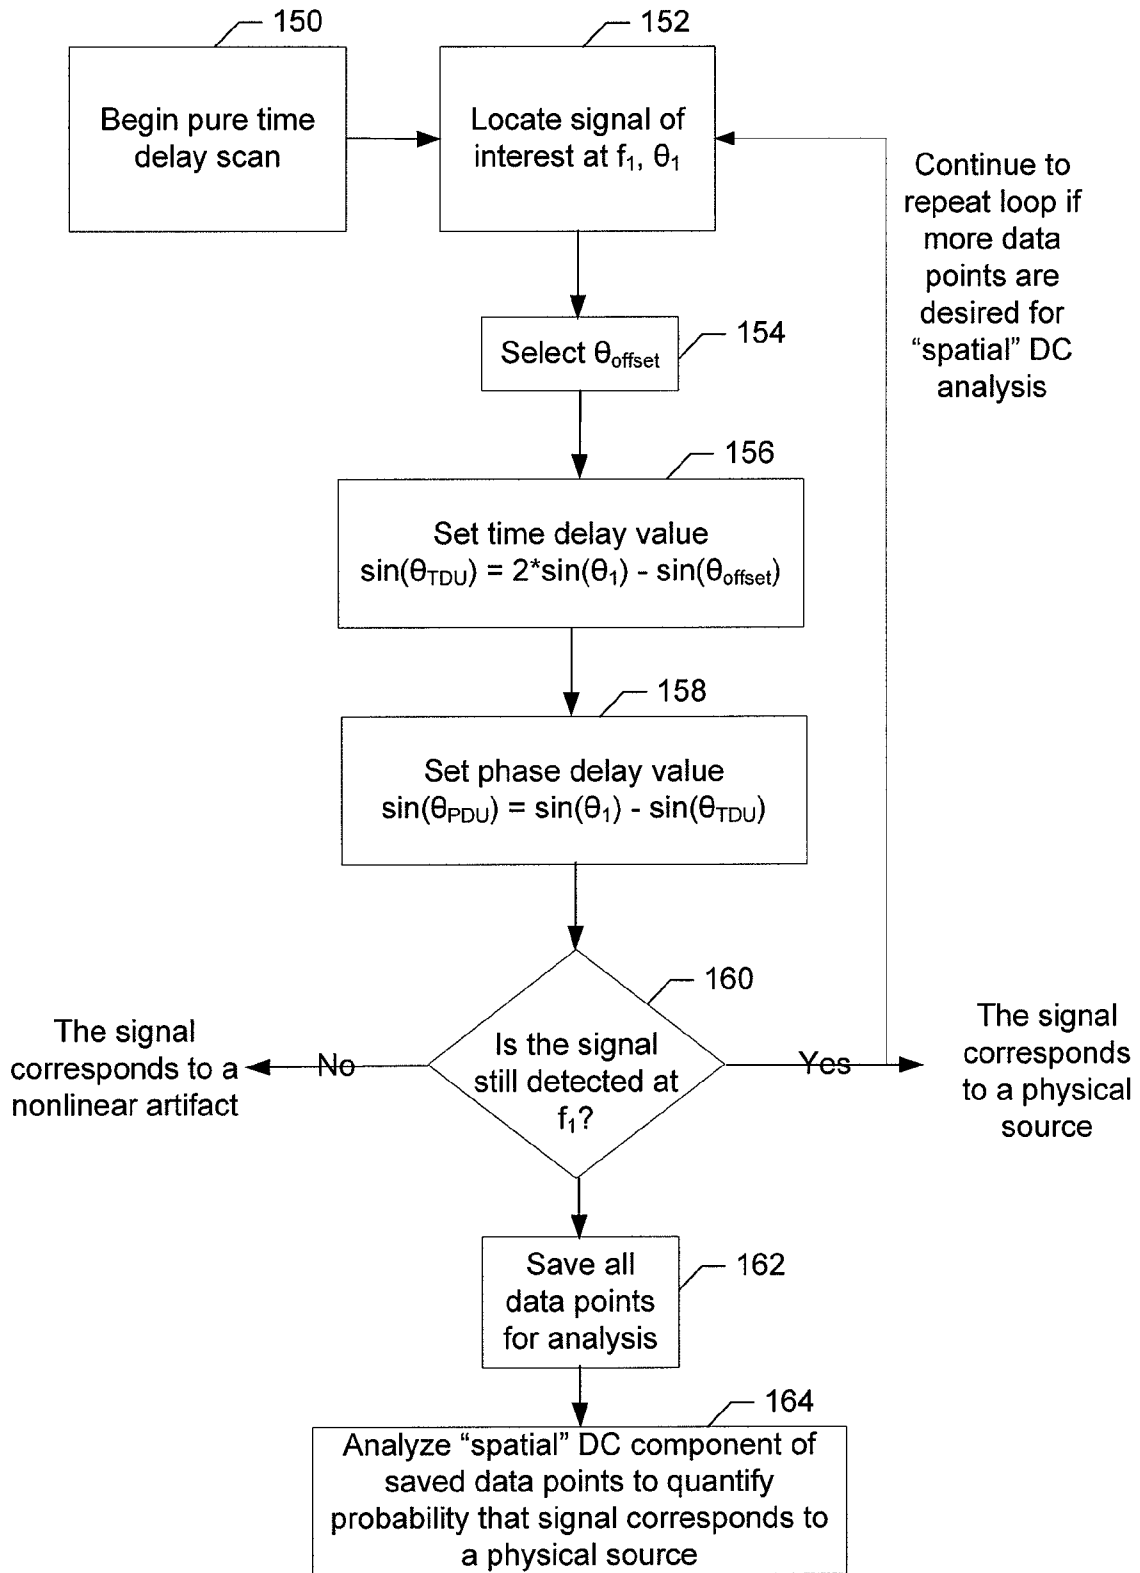 150
152
Begin pure time
delay scan
Locate signal of
interest at f₁, θ₁
Continue to
repeat loop if
more data
points are
desired for
“spatial” DC
analysis
154
Select θoffset
156
Set time delay value
sin(θTDU) = 2*sin(θ₁) - sin(θoffset)
158
Set phase delay value
sin(θPDU) = sin(θ₁) - sin(θTDU)
160
Is the signal
still detected at
f₁?
No
The signal
corresponds to a
nonlinear artifact
Yes
The signal
corresponds
to a physical
source
162
Save all
data points
for analysis
164
Analyze “spatial” DC component of
saved data points to quantify
probability that signal corresponds to
a physical source